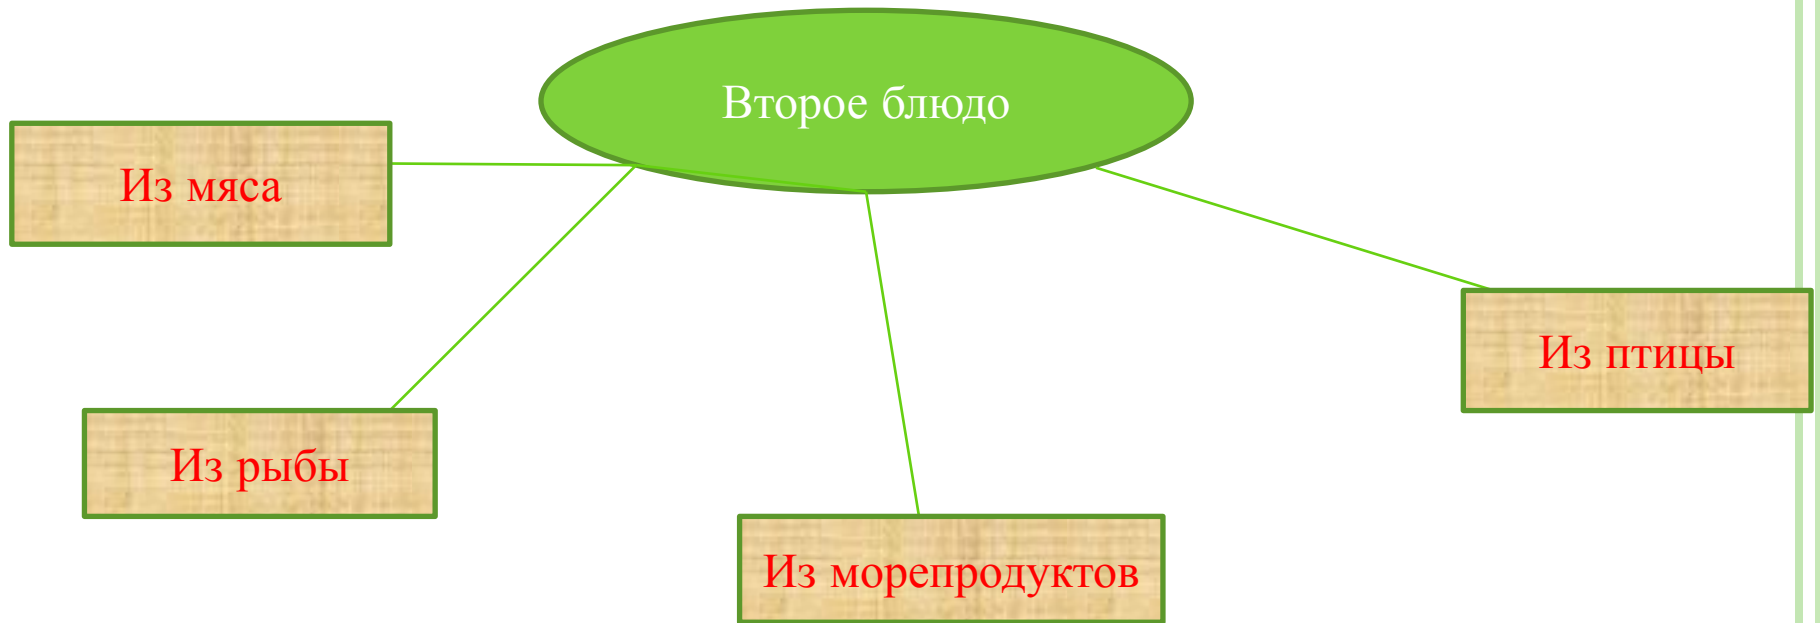 Второе блюдо
Из мяса
Из птицы
Из рыбы
Из морепродуктов